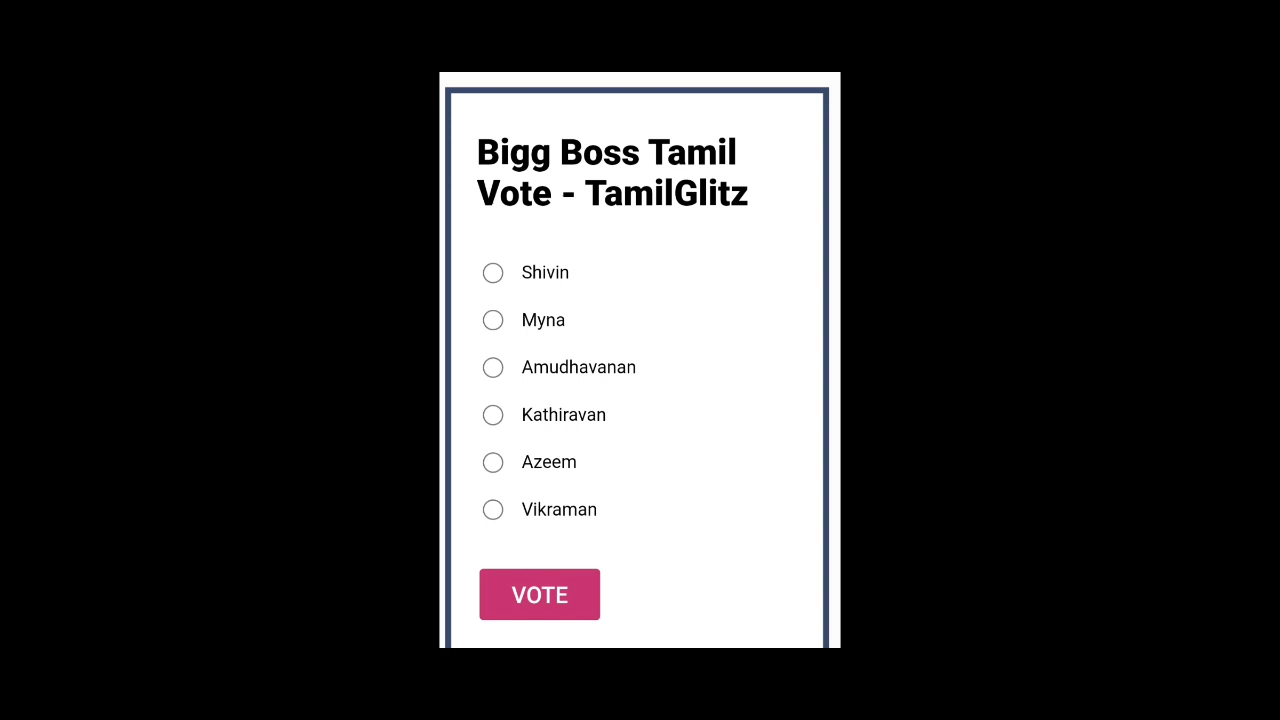 Bigg Boss Tamil
Vote - TamilGlitz
Shivin
Myna
Amudhavanan
Kathiravan
Azeem
Vikraman
VOTE